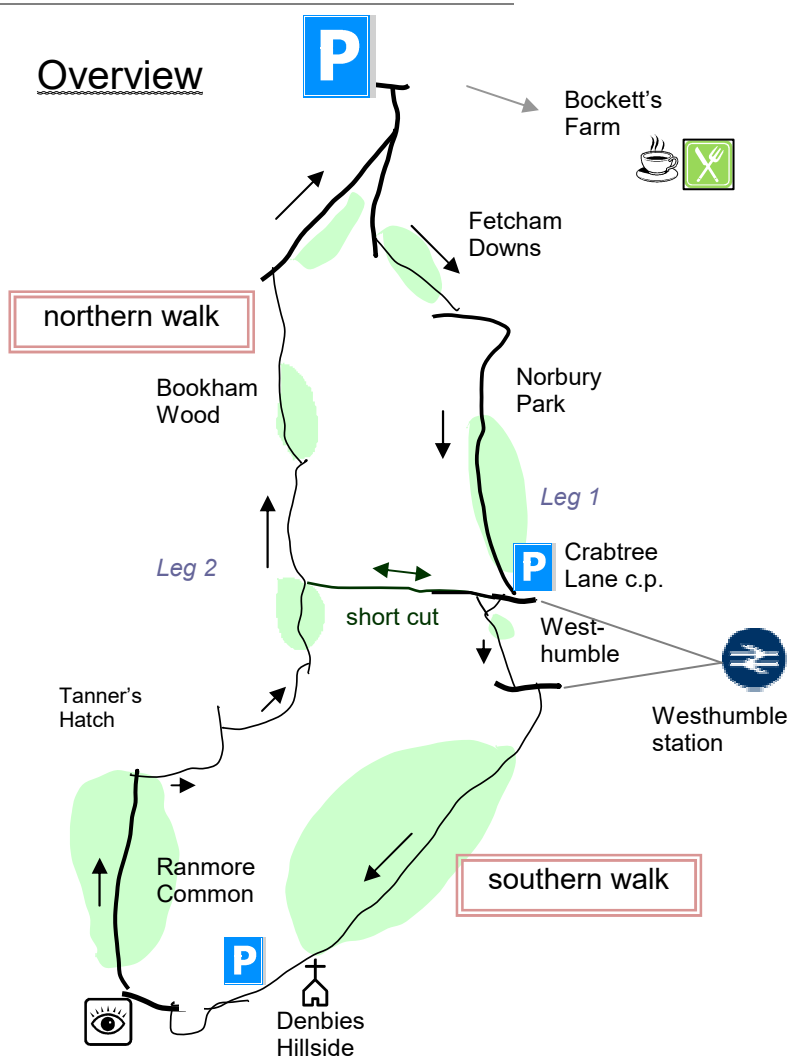 P
Overview
Bockett's
Farm
Fetcham
Downs
northern walk
Norbury
Park
Bookham
Wood
Leg 1
P
Crabtree
Lane c.p.
Leg 2
short cut
West-
humble
Tanner's
Hatch
Westhumble
station
Ranmore
Common
southern walk
P
Denbies
Hillside